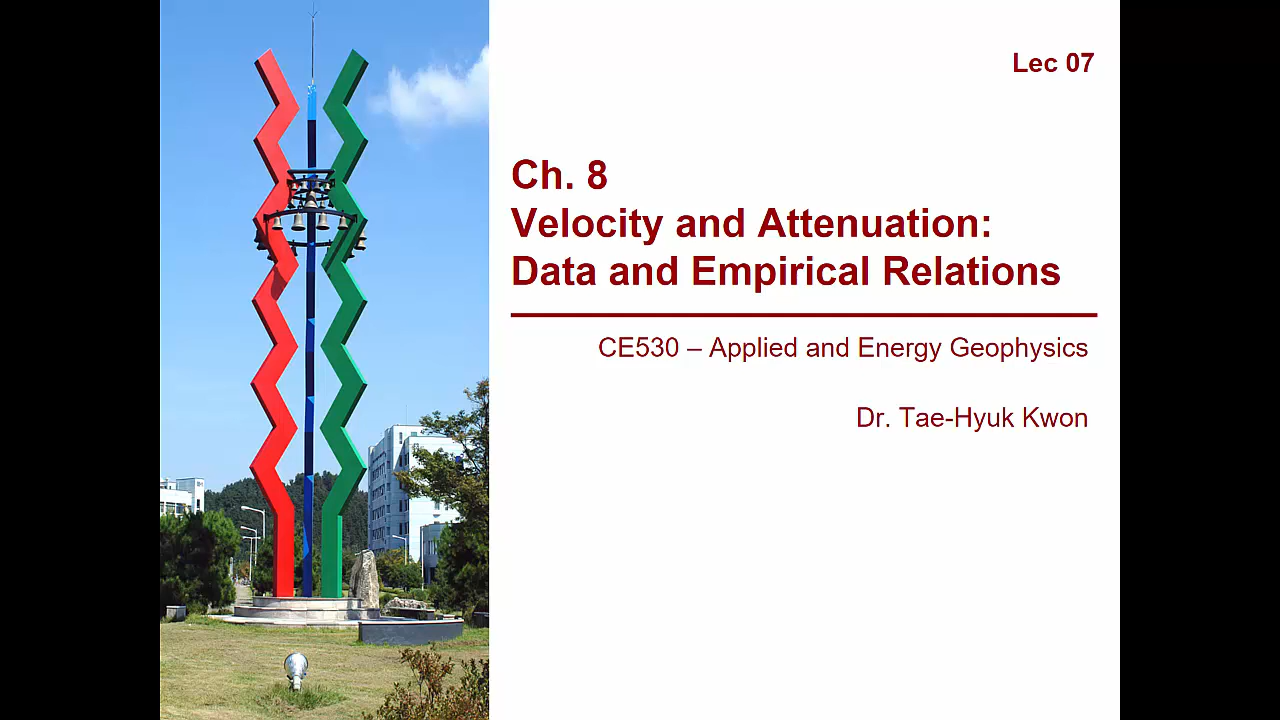 Lec 07
Ch. 8
Velocity and Attenuation:
Data and Empirical Relations
CE530 – Applied and Energy Geophysics
Dr. Tae-Hyuk Kwon